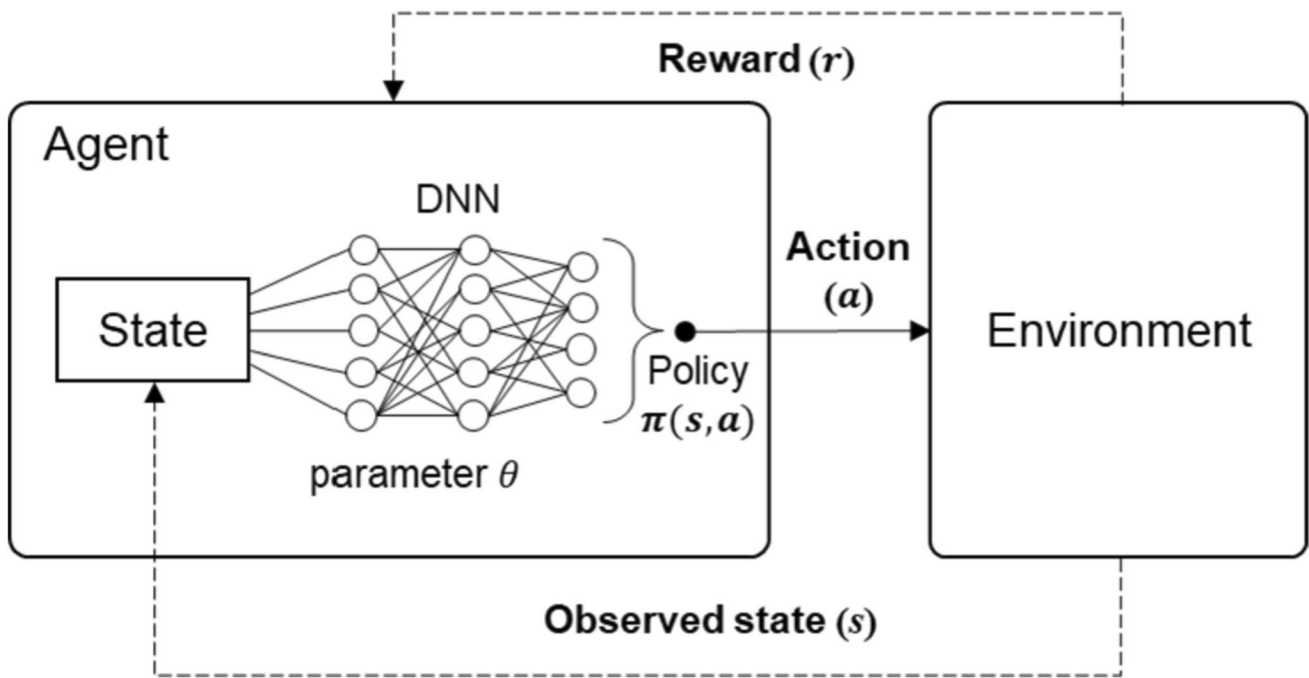 Reward (r)
Agent
DNN
Action
(a)
State
Environment
Policy
π(s,a)
parameter θ
Observed state (s)